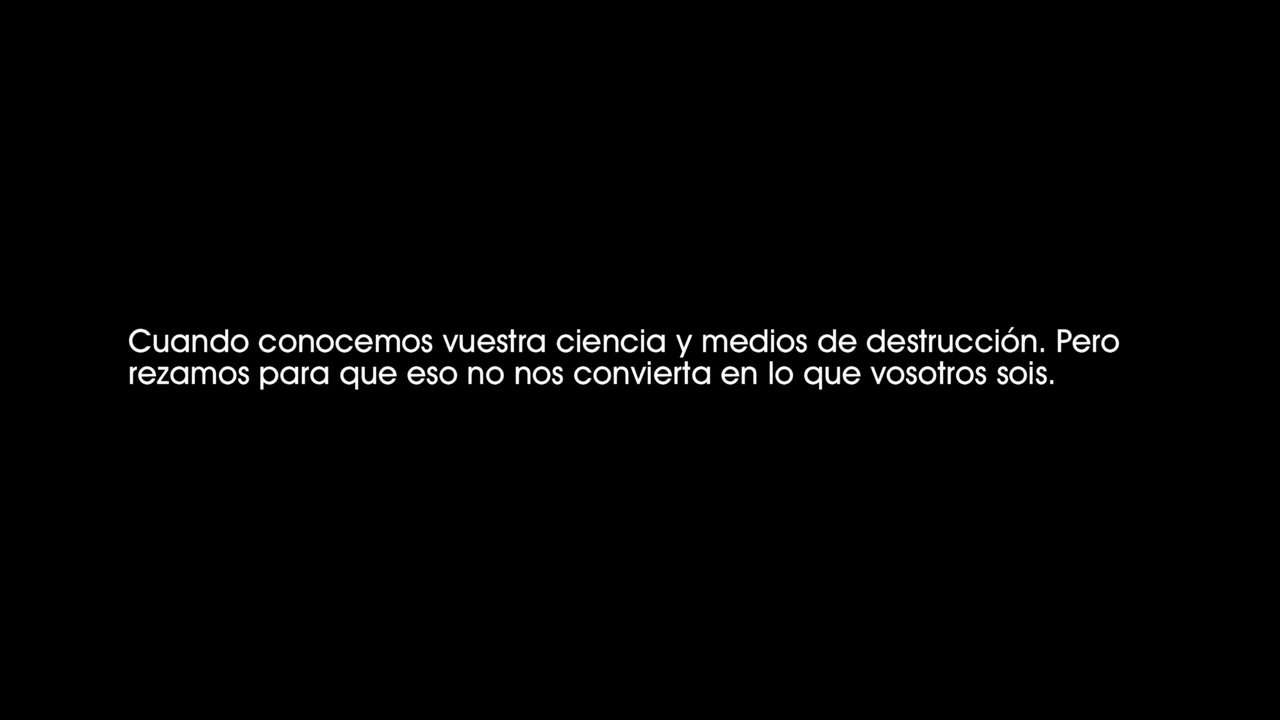 Cuando conocemos vuestra ciencia y medios de destrucción. Pero
rezamos para que eso no nos convierta en lo que vosotros sois.